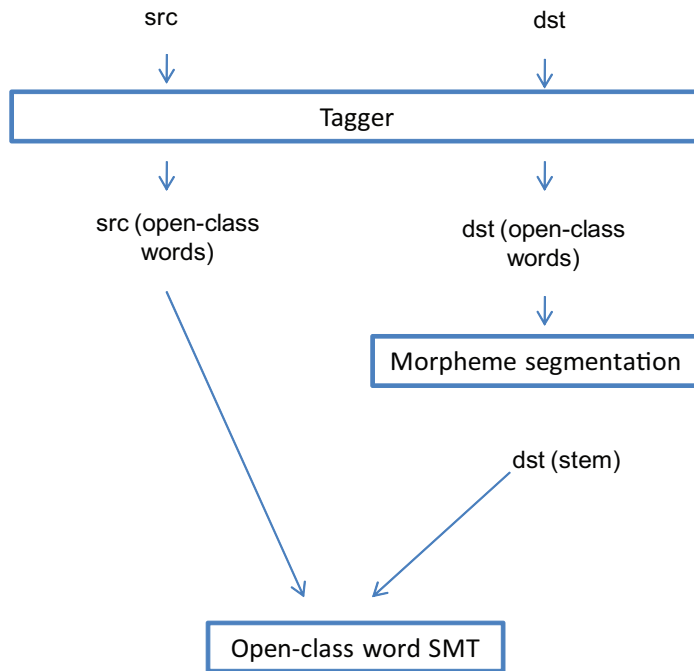 src
dst
Tagger
src (open-class
words)
dst (open-class
words)
Morpheme segmentation
dst (stem)
Open-class word SMT